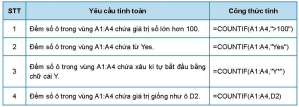 STT Yêu cầu tính toán Công thức tính
1 Đếm số ô trong vùng A1:A4 chứa giá trị số lớn hơn 100. =COUNTIF(A1:A4,">100")
2 Đếm số ô trong vùng A1:A4 chứa từ Yes. =COUNTIF(A1:A4,"Yes")
3 Đếm số ô trong vùng A1:A4 chứa xâu kí tự bắt đầu bằng =COUNTIF(A1:A4,"Y*")
chữ cái Y.
4 Đếm số ô trong vùng A1:A4 chứa giá trị giống như ô D2. =COUNTIF(A1:A4,D2)